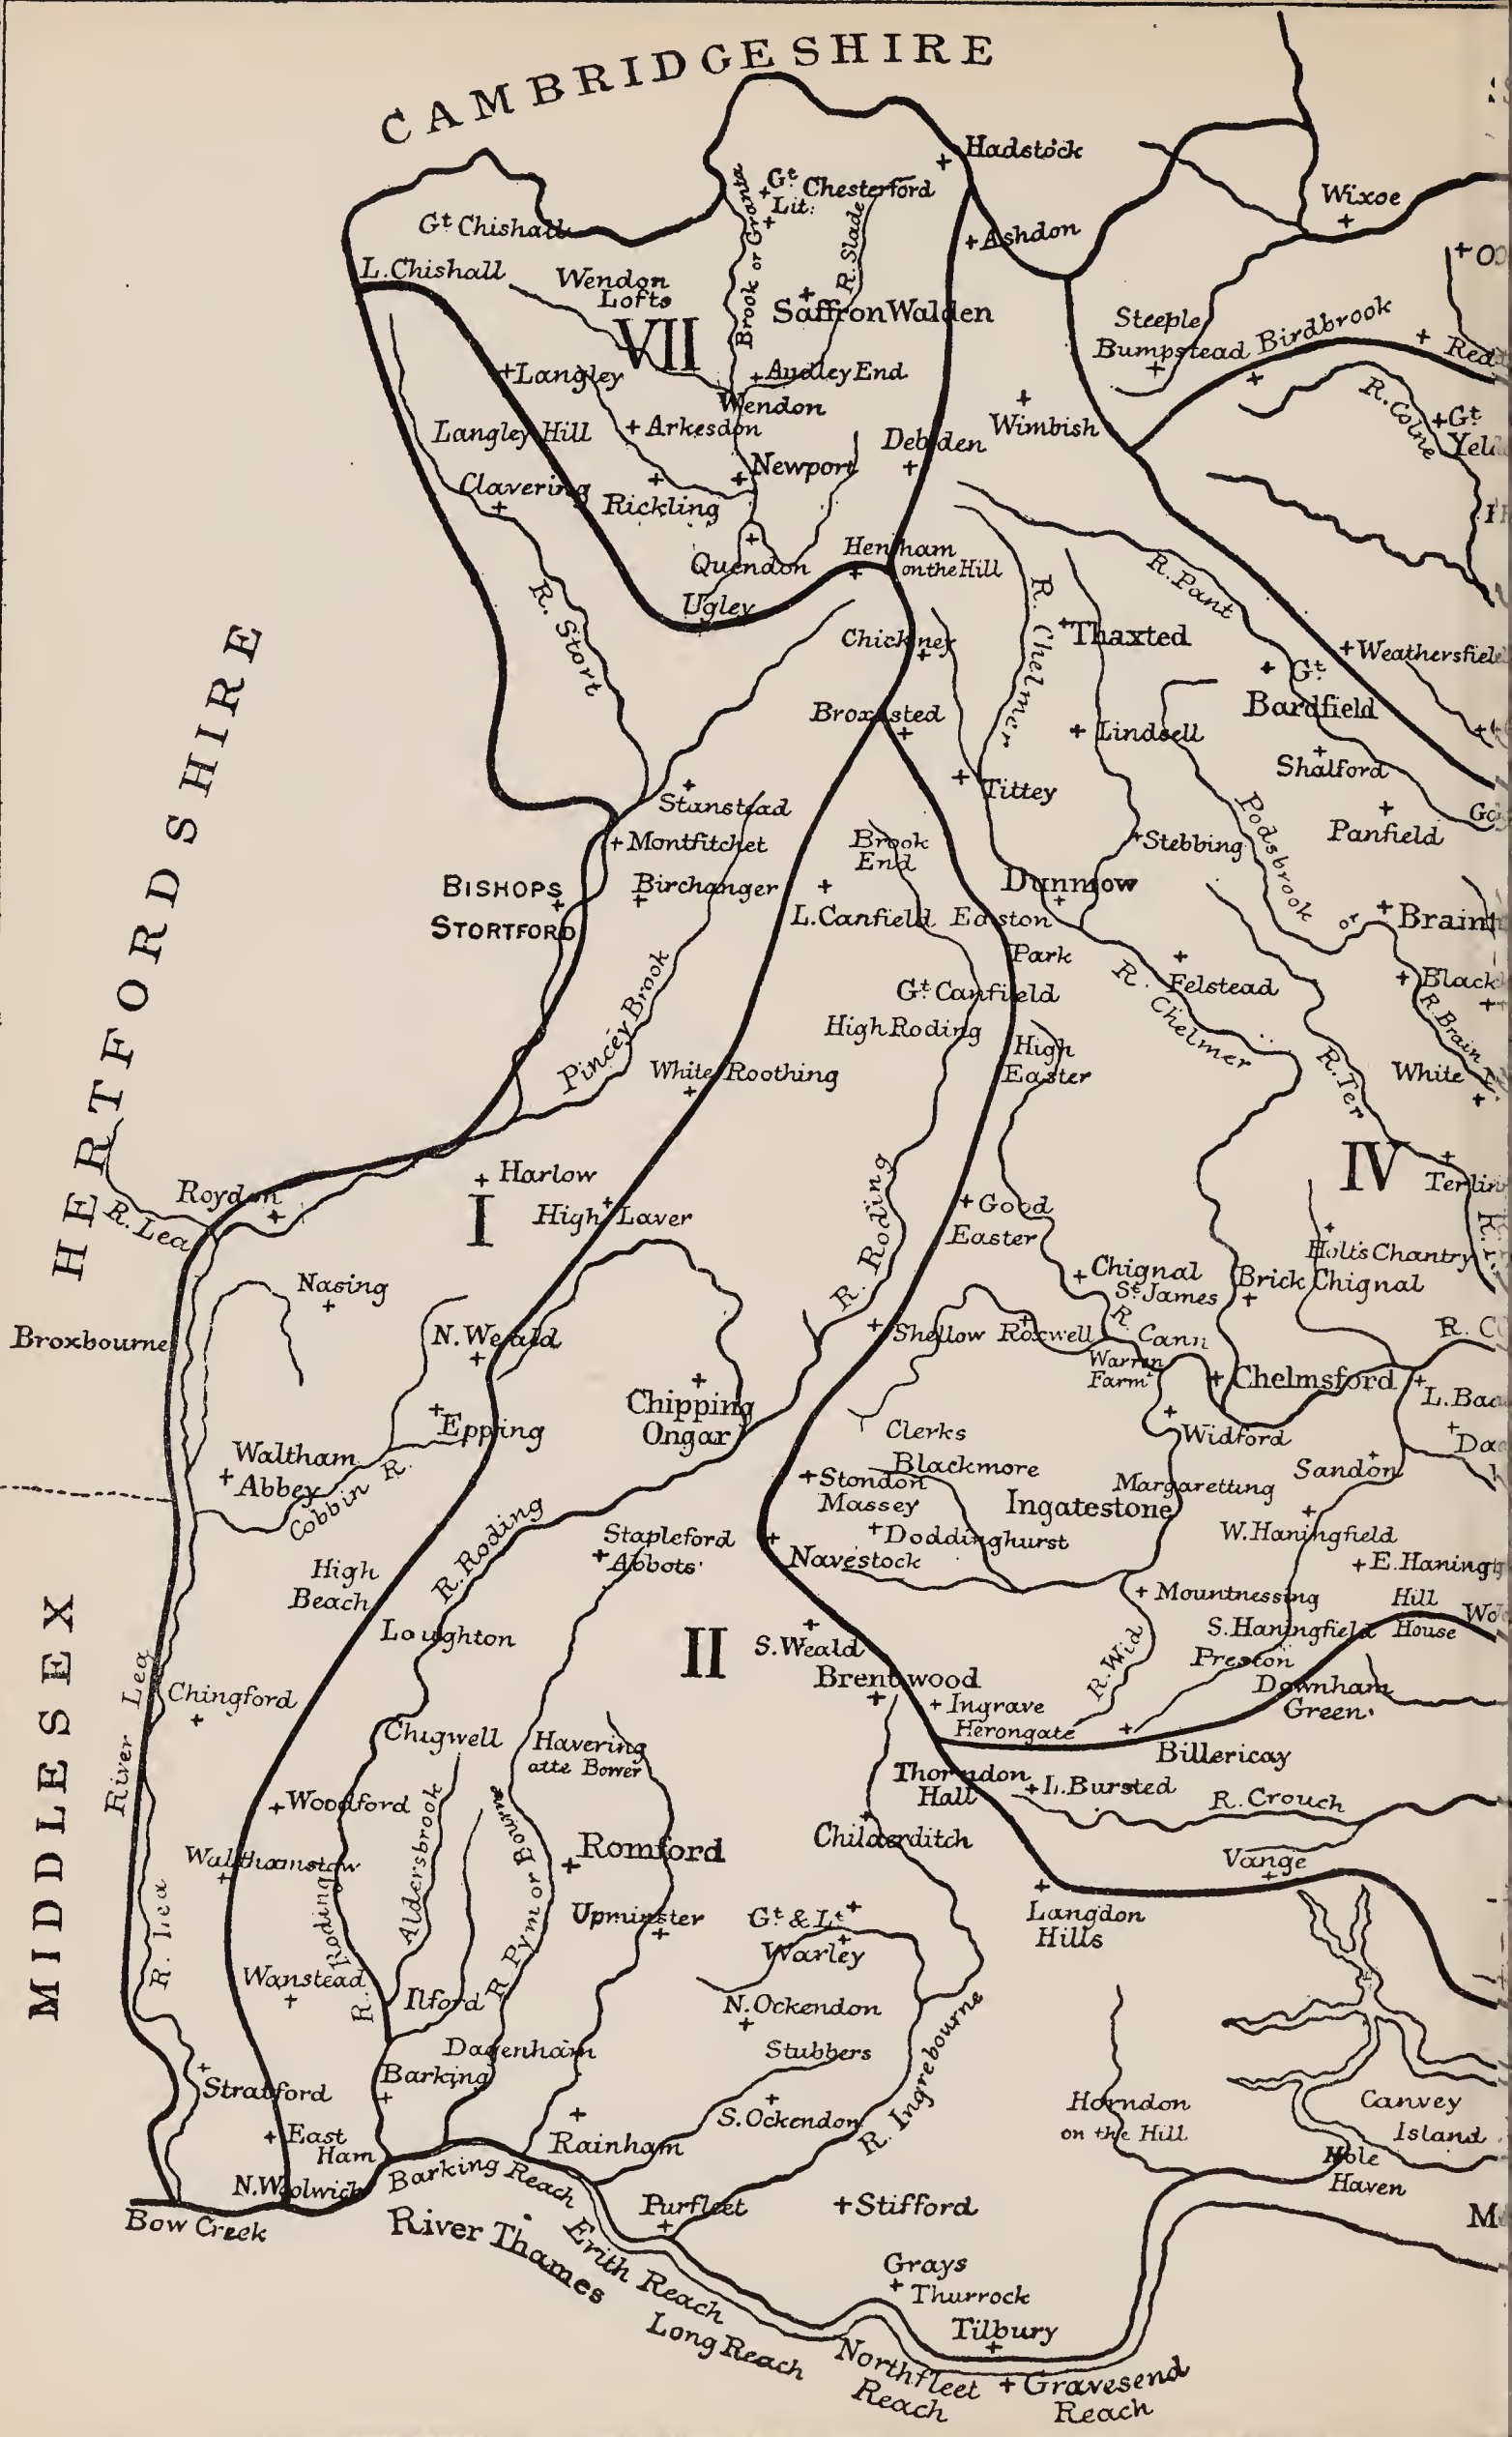 CAMBRIDGESHIRE
Hadstock
Gt. Chesterford
Lit:
Wixoe
Gt Chishall
Brook or Granta
R. Slade
Ashdon
L. Chishall
Wendon
Lofts
Saffron Walden
Steeple
Bumpstead
Birdbrook
VII
Langley
Audley End
R. Colne
Gt
Wendon
Wimbish
Langley Hill
Arkesdon
Debden
Newport
Clavering
Rickling
Henham
on the Hill
Quendon
R. Pant
Ugley
R. Stort
R. Chelmer
Chickney
Thaxted
Weathersfield
Gt.
Bardfield
Broxsted
Lindsell
Shalford
Tittey
Stanstead
Montfitchet
Brook
End
Stebbing
Podsbrook or
Panfield
HERTFORDSHIRE
BISHOPS
STORTFORD
Birchanger
Dunmow
L. Canfield
Easton
Park
R. Chelmer
Felstead
Gt. Canfield
Pincey Brook
High Roding
High
Easter
R. Brain
White Roothing
R. Ter
White
Harlow
IV
Roydon
R. Lea
I
High Laver
R. Roding
Good
Easter
Holts Chantry
Nasing
Chignal
St. James
Brick Chignal
Broxbourne
N. Weald
Shellow
Roxwell
R. Cann
Warren
Farm
Chelmsford
Chipping
Ongar
Epping
Clerks
Widford
Waltham
Abbey
Cobbin R.
Blackmore
Stondon
Massey
Margaretting
Sandon
Ingatestone
R. Roding
Stapleford
Abbots
Doddinghurst
W. Haningfield
Navestock
High
Beach
Mountnessing
Hill
House
Loughton
II
S. Weald
S. Haningfield
R. Wid
Preston
Brentwood
Downham
Green
MIDDLESEX
River Lea
Chingford
Ingrave
Herongate
Chigwell
Havering
atte Bower
Billericay
Thorndon
Hall
L. Bursted
R. Crouch
Woodford
Aldersbrook
R Pym or Bourne
Romford
Childerditch
Walthamstow
Vange
R. Lea
R. Roding
Upminster
Gt. & Lt.
Warley
Langdon
Hills
Wanstead
Ilford
N. Ockendon
Dagenham
Stubbers
Barking
R. Ingrebourne
Stratford
S. Ockendon
Horndon
on the Hill
Canvey
Island
East
Ham
Rainham
Hole
Haven
N. Woolwich
Barking Reach
Purfleet
Stifford
Bow Creek
River Thames
Erith Reach
Grays
Thurrock
Long Reach
Tilbury
Northfleet
Reach
Gravesend
Reach